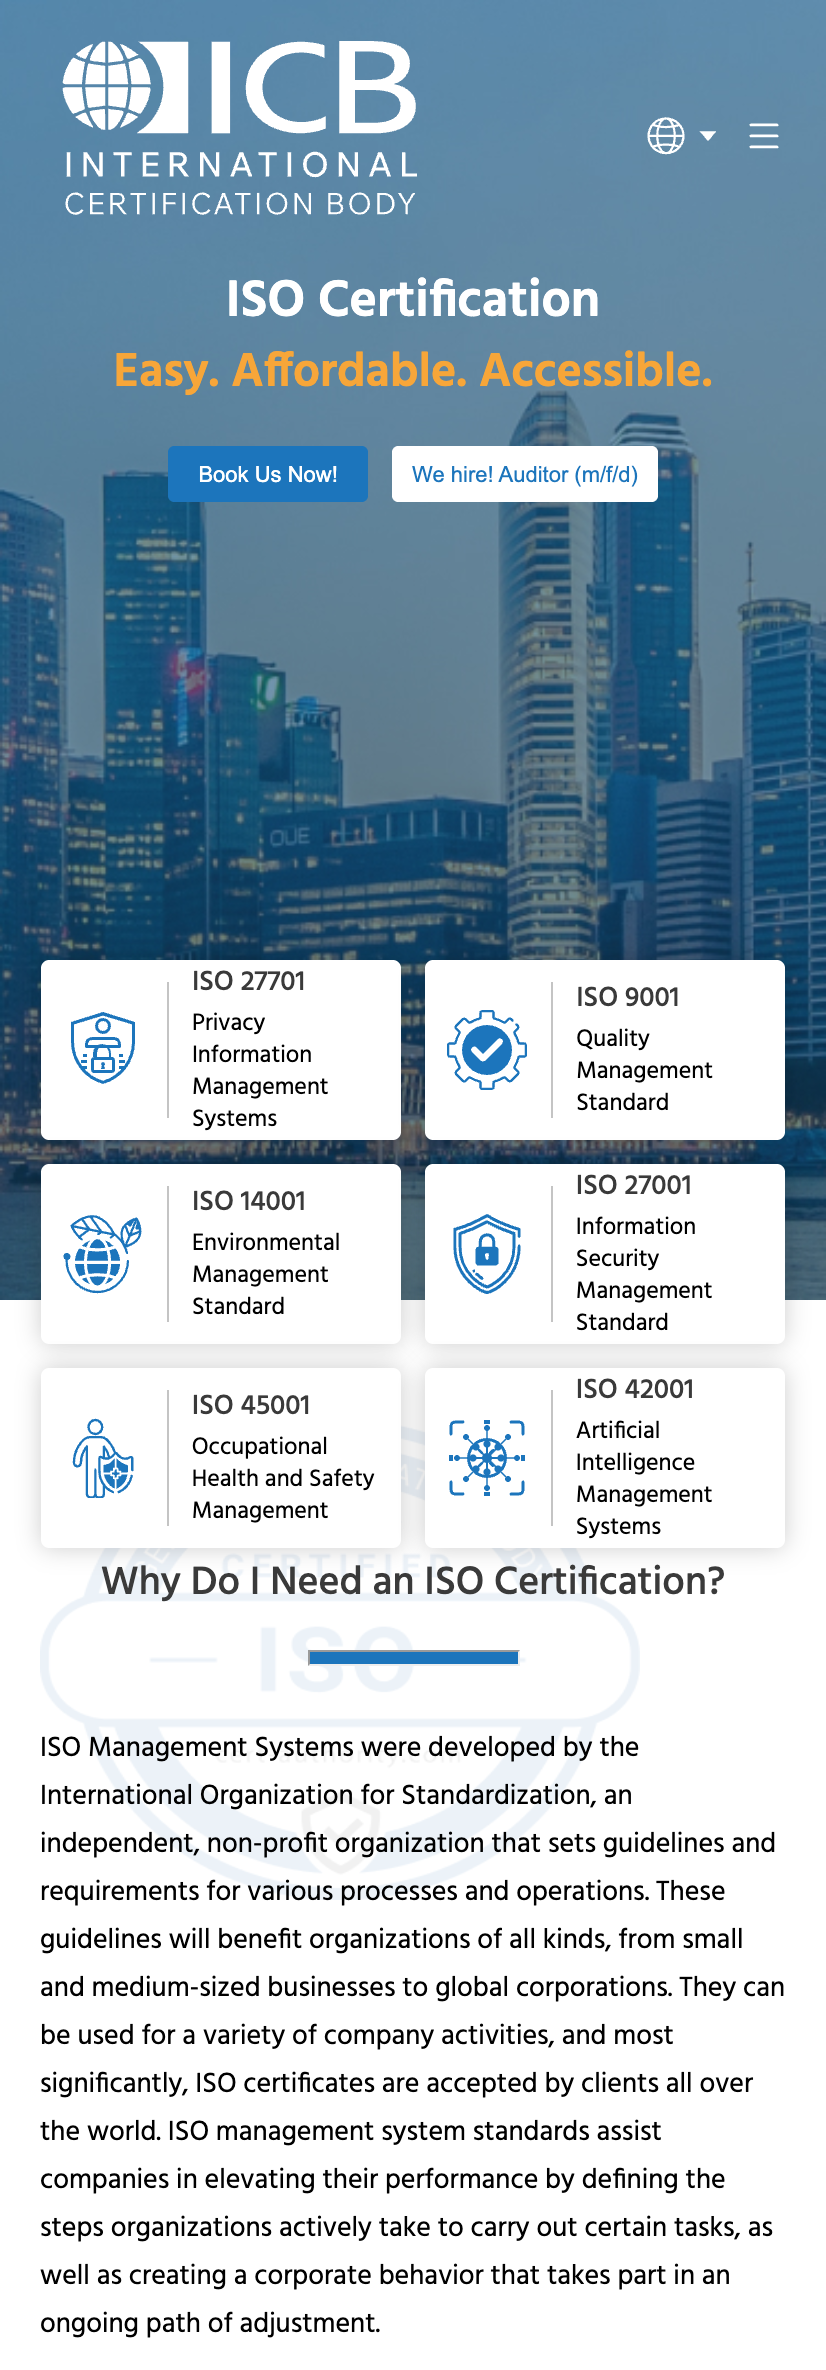 ICB
INTERNATIONAL
CERTIFICATION BODY
ISO Certification
Easy. Affordable. Accessible.
Book Us Now!
We hire! Auditor (m/f/d)
OUE
ISO 27701
Privacy
Information
Management
Systems
ISO 9001
Quality
Management
Standard
ISO 14001
Environmental
Management
Standard
ISO 27001
Information
Security
Management
Standard
ISO 45001
Occupational
Health and Safety
Management
ISO 42001
Artificial
Intelligence
Management
Systems
CERTIFIED
Why Do I Need an ISO Certification?
ISO
ISO Management Systems were developed by the
International Organization for Standardization, an
independent, non-profit organization that sets guidelines and
requirements for various processes and operations. These
guidelines will benefit organizations of all kinds, from small
and medium-sized businesses to global corporations. They can
be used for a variety of company activities, and most
significantly, ISO certificates are accepted by clients all over
the world. ISO management system standards assist
companies in elevating their performance by defining the
steps organizations actively take to carry out certain tasks, as
well as creating a corporate behavior that takes part in an
ongoing path of adjustment.